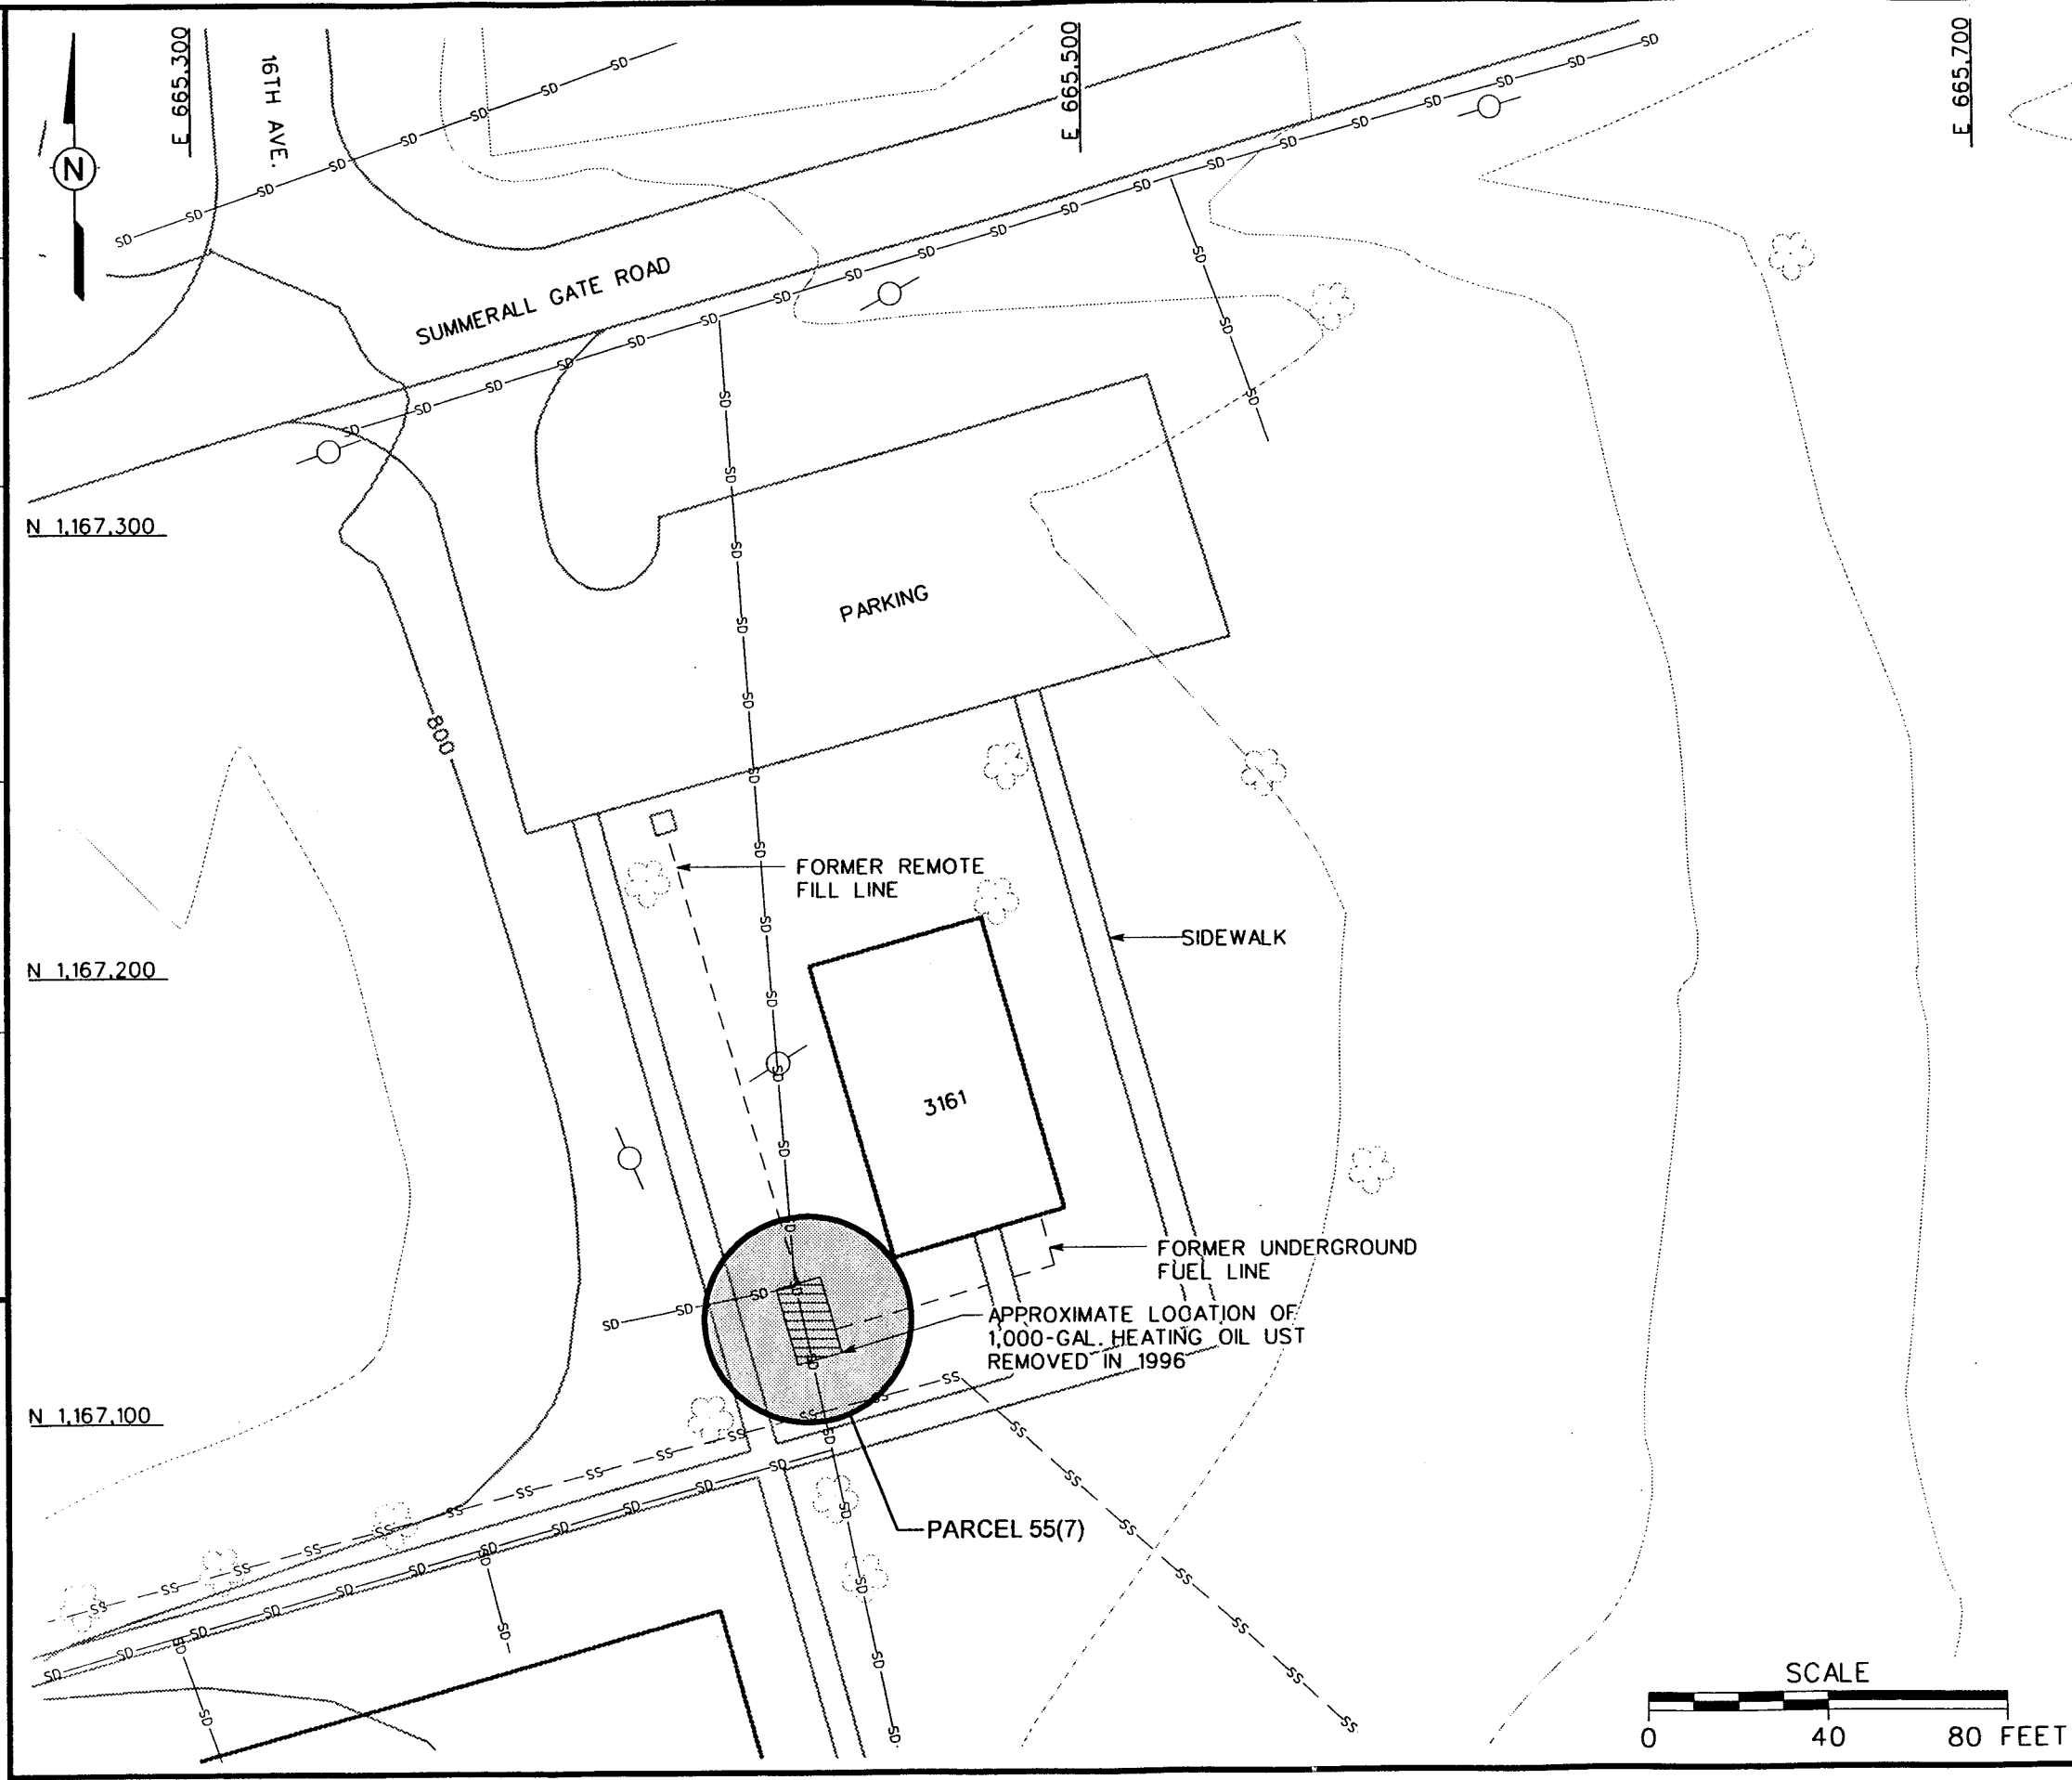 E 665,300
16TH AVE.
E 665,500
E 665,700
N
SUMMERALL GATE ROAD
N 1,167,300
PARKING
800
FORMER REMOTE
FILL LINE
SIDEWALK
N 1,167,200
3161
FORMER UNDERGROUND
FUEL LINE
APPROXIMATE LOCATION OF
1,000-GAL. HEATING OIL UST
REMOVED IN 1996
SD
SS
N 1,167,100
PARCEL 55(7)
SCALE
0 40 80 FEET